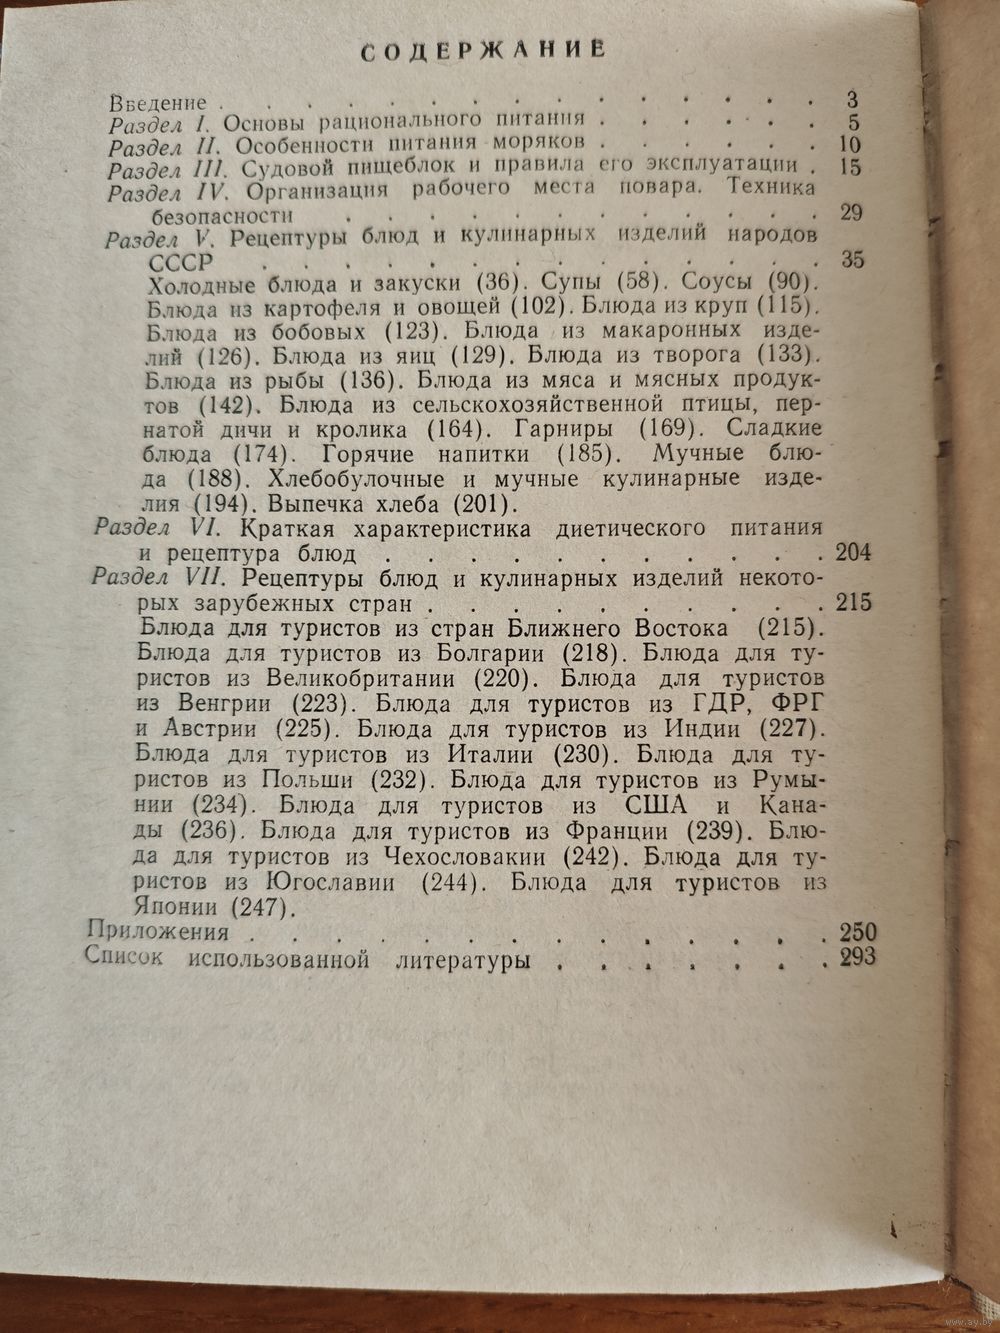 СОДЕРЖАНИЕ
Введение . . . . . . . . . . . . . . . 3
Раздел I. Основы рационального питания . . . . . . 5
Раздел II. Особенности питания моряков . . . . . . 10
Раздел III. Судовой пищеблок и правила его эксплуатации . 15
Раздел IV. Организация рабочего места повара. Техника
безопасности . . . . . . . . . . . . 29
Раздел V. Рецептуры блюд и кулинарных изделий народов
СССР . . . . . . . . . . . . . . 35
Холодные блюда и закуски (36). Супы (58). Соусы (90).
Блюда из картофеля и овощей (102). Блюда из круп (115).
Блюда из бобовых (123). Блюда из макаронных изде-
лий (126). Блюда из яиц (129). Блюда из творога (133).
Блюда из рыбы (136). Блюда из мяса и мясных продук-
тов (142). Блюда из сельскохозяйственной птицы, пер-
натой дичи и кролика (164). Гарниры (169). Сладкие
блюда (174). Горячие напитки (185). Мучные блю-
да (188). Хлебобулочные и мучные кулинарные изде-
лия (194). Выпечка хлеба (201).
Раздел VI. Краткая характеристика диетического питания
и рецептура блюд . . . . . . . . . . . 204
Раздел VII. Рецептуры блюд и кулинарных изделий некото-
рых зарубежных стран . . . . . . . . . . 215
Блюда для туристов из стран Ближнего Востока (215).
Блюда для туристов из Болгарии (218). Блюда для ту-
ристов из Великобритании (220). Блюда для туристов
из Венгрии (223). Блюда для туристов из ГДР, ФРГ
и Австрии (225). Блюда для туристов из Индии (227).
Блюда для туристов из Италии (230). Блюда для ту-
ристов из Польши (232). Блюда для туристов из Румы-
нии (234). Блюда для туристов из США и Кана-
ды (236). Блюда для туристов из Франции (239). Блю-
да для туристов из Чехословакии (242). Блюда для ту-
ристов из Югославии (244). Блюда для туристов из
Японии (247).
Приложения . . . . . . . . . . . . . . 250
Список использованной литературы . . . . . . . 293
www.ay.by